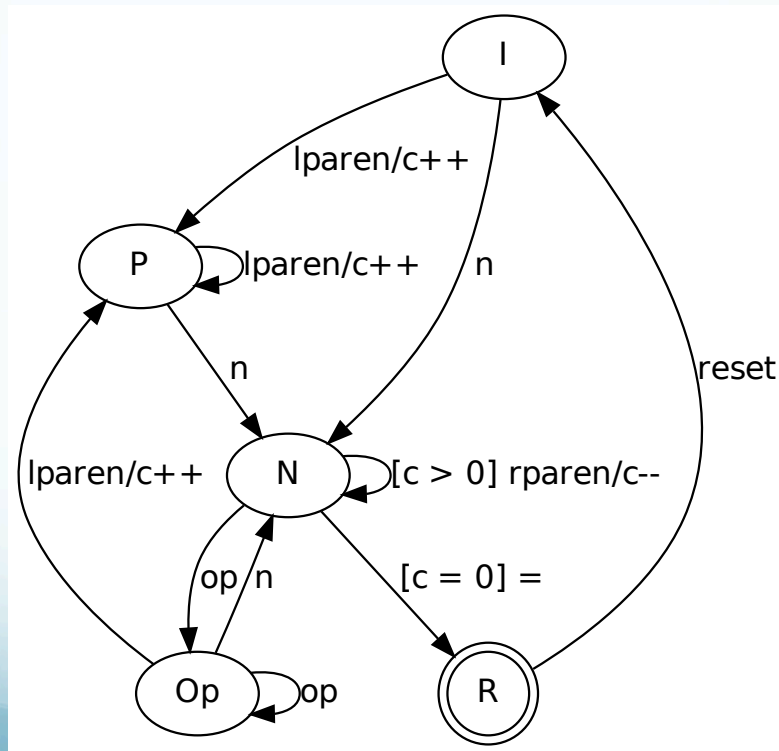 I
lparen/c++
P
lparen/c++
n
n
reset
lparen/c++
N
[c > 0] rparen/c--
op
n
[c = 0] =
Op
op
R